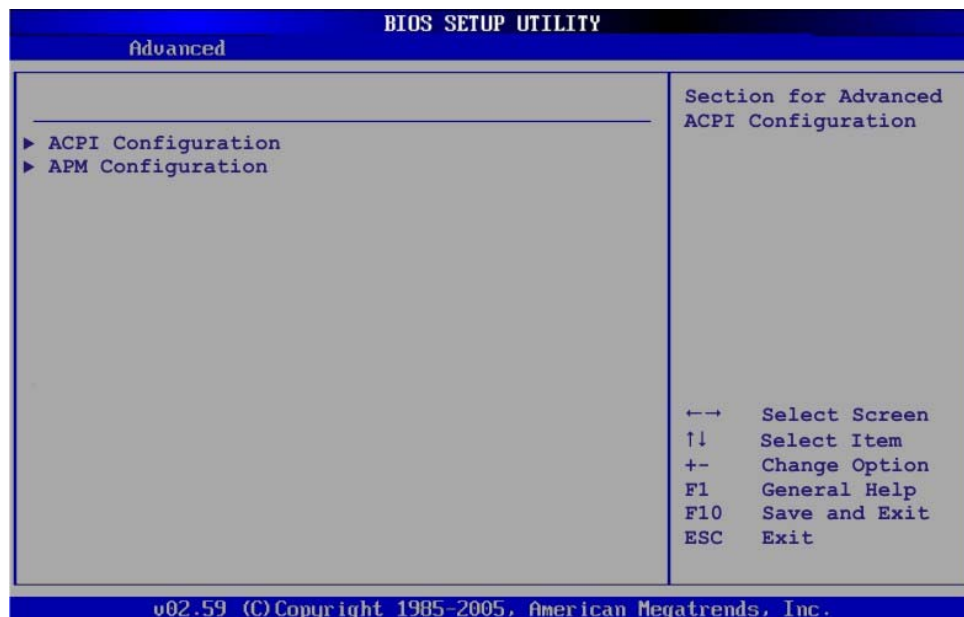 BIOS SETUP UTILITY
Advanced
ACPI Configuration
APM Configuration
Section for Advanced
ACPI Configuration
←→ Select Screen
↑↓ Select Item
+- Change Option
F1 General Help
F10 Save and Exit
ESC Exit
v02.59 (C)Copyright 1985-2005, American Megatrends, Inc.